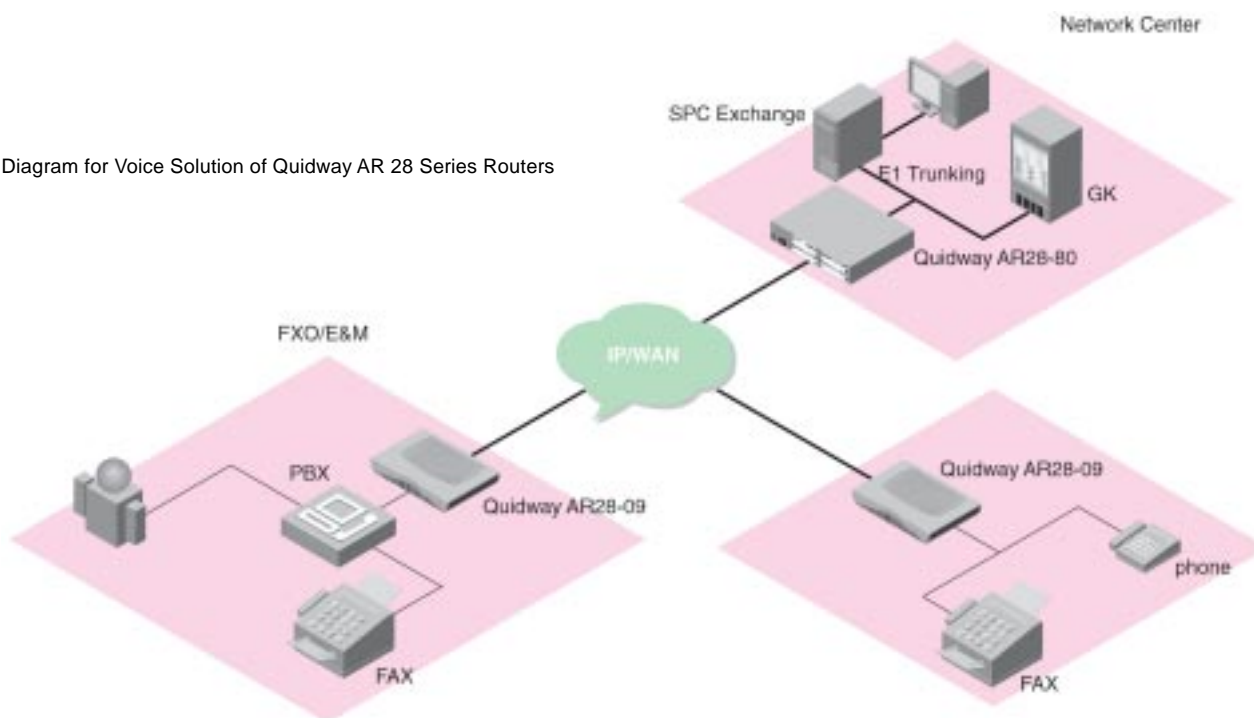 Network Center
SPC Exchange
Diagram for Voice Solution of Quidway AR 28 Series Routers
E1 Trunking
GK
Quidway AR28-80
FXO/E&M
IP/WAN
PBX
Quidway AR28-09
Quidway AR28-09
phone
FAX
FAX